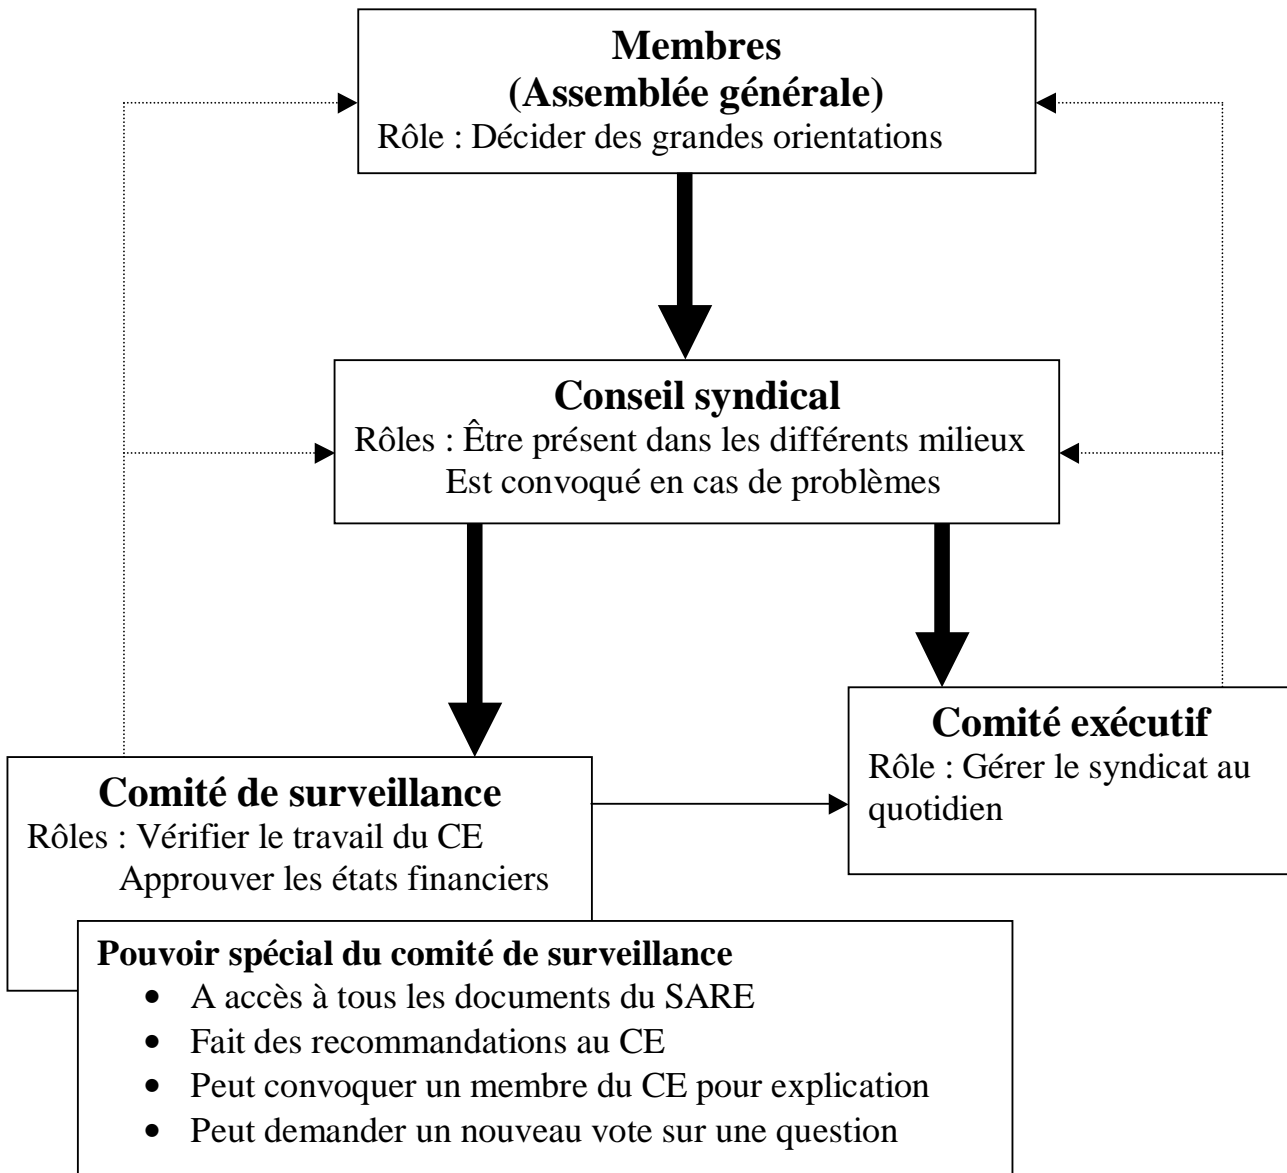 Membres
(Assemblée générale)
Rôle : Décider des grandes orientations
Conseil syndical
Rôles : Être présent dans les différents milieux
Est convoqué en cas de problèmes
Comité exécutif
Rôle : Gérer le syndicat au
quotidien
Comité de surveillance
Rôles : Vérifier le travail du CE
Approuver les états financiers
Pouvoir spécial du comité de surveillance
• A accès à tous les documents du SARE
• Fait des recommandations au CE
• Peut convoquer un membre du CE pour explication
• Peut demander un nouveau vote sur une question